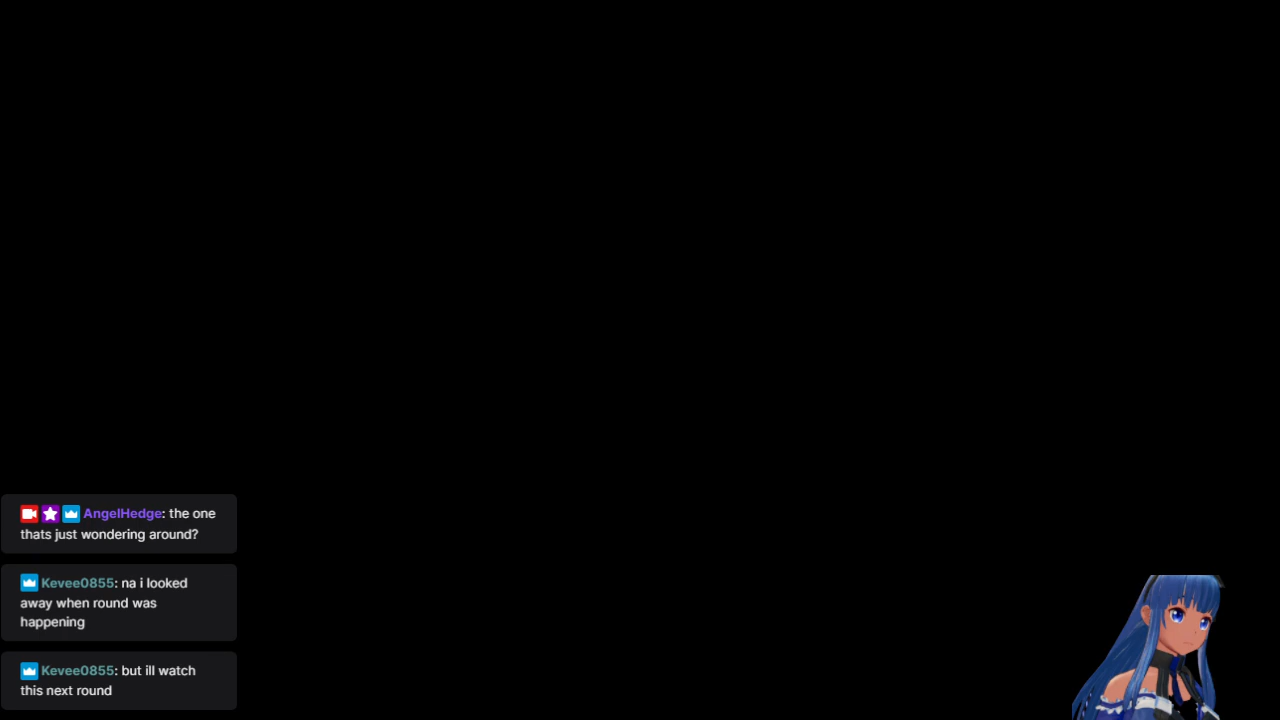 AngelHedge: the one
thats just wondering around?
Kevee0855: na i looked
away when round was
happening
Kevee0855: but ill watch
this next round